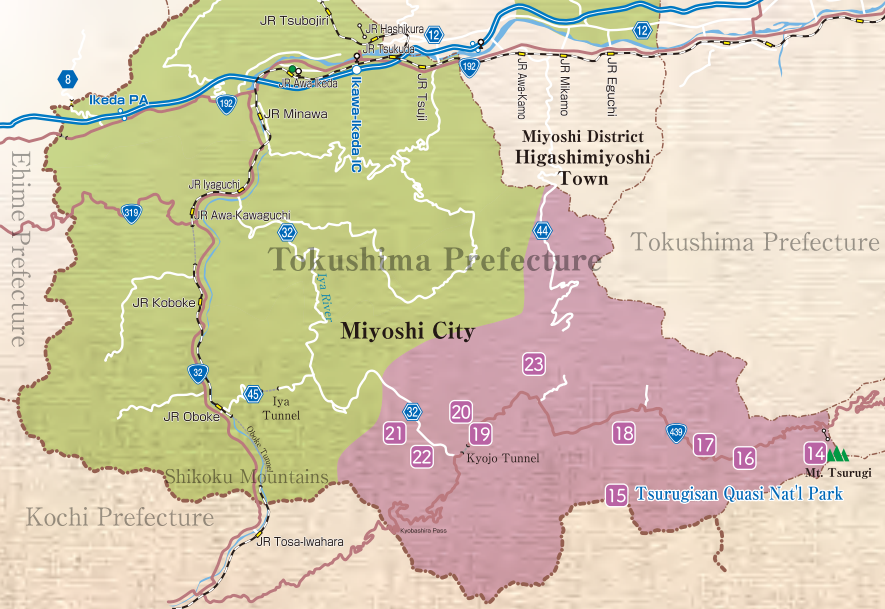 JR Tsubojiri
JR Hashikura
12
12
JR Tsukuda
8
192
JR Awa-Ikeda
Ikeda PA
192
JR Minawa
Ikawa-Ikeda IC
JR Tsuji
JR Awa-Kamo
JR Mikamo
JR Eguchi
Miyoshi District
Higashimiyoshi
Town
Ehime Prefecture
JR Iyaguchi
319
JR Awa-Kawaguchi
32
44
Tokushima Prefecture
Tokushima Prefecture
Iya River
JR Koboke
Miyoshi City
23
32
45
Iya
Tunnel
JR Oboke
32
20
21
19
18
439
17
22
Kyojo Tunnel
16
14
Mt. Tsurugi
Oboke Tunnel
Shikoku Mountains
15
Tsurugisan Quasi Nat'l Park
Kochi Prefecture
Kyobashira Pass
JR Tosa-Iwahara